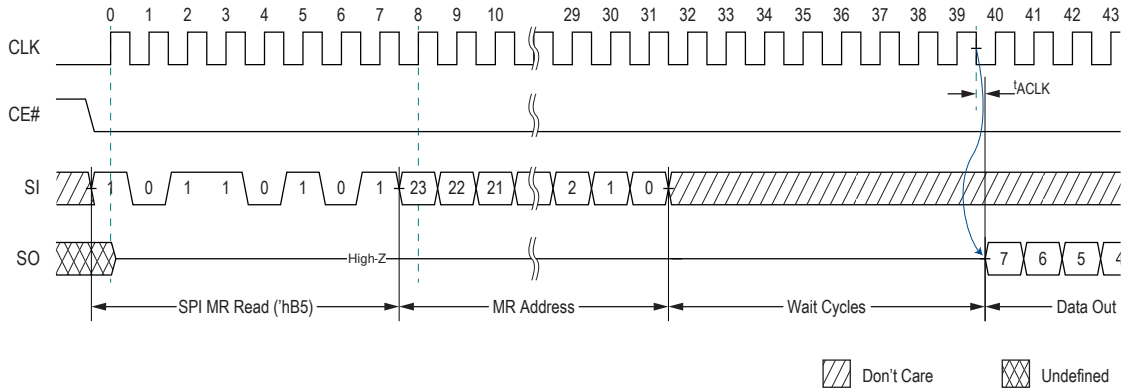 0 1 2 3 4 5 6 7 8 9 10 29 30 31 32 33 34 35 36 37 38 39 40 41 42 43
CLK
tACLK
CE#
SI 1 0 1 1 0 1 0 1 23 22 21 2 1 0
SO High-Z 7 6 5 4
SPI MR Read ('hB5) MR Address Wait Cycles Data Out
Don't Care Undefined